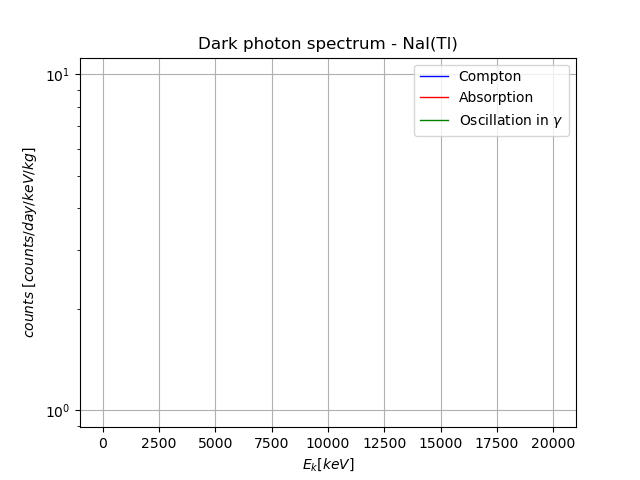 Dark photon spectrum - NaI(Tl)
10¹
Compton
Absorption
Oscillation in γ
counts [counts/day/keV/kg]
10⁰
0 2500 5000 7500 10000 12500 15000 17500 20000
E_k[keV]